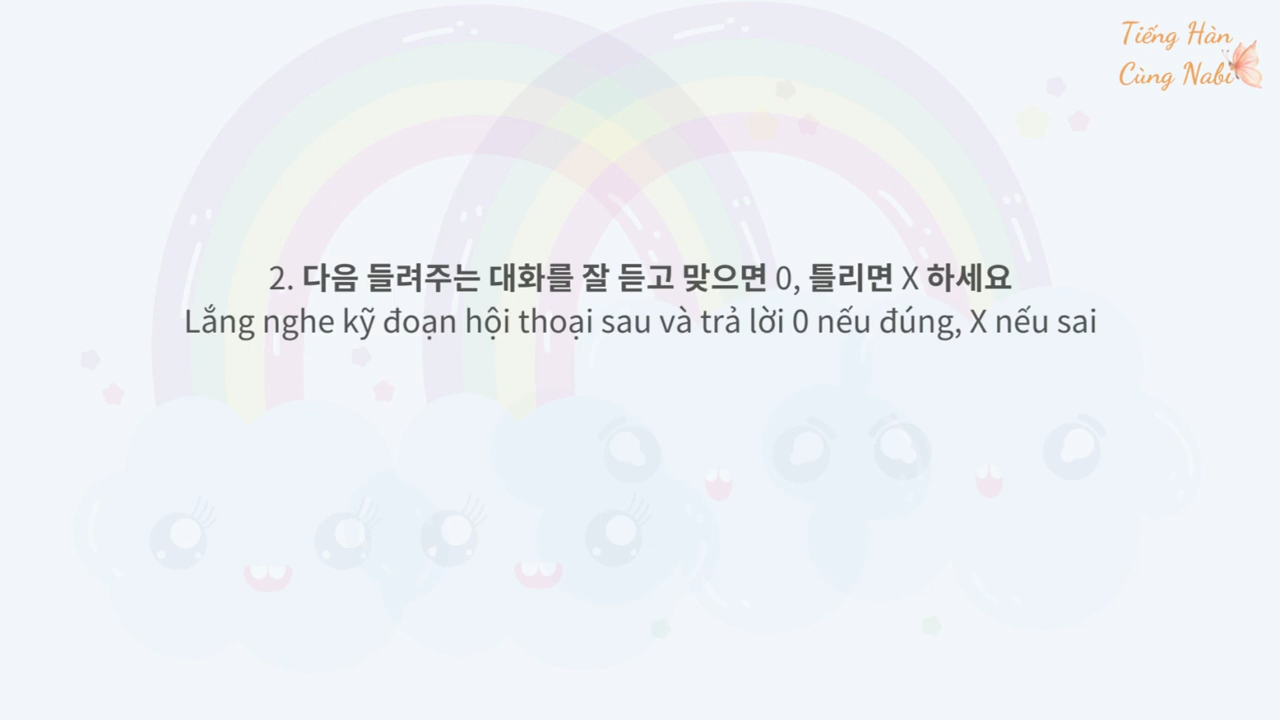 Tiếng Hàn
Cùng Nabi
2. 다음 들려주는 대화를 잘 듣고 맞으면 0, 틀리면 X 하세요
Lắng nghe kỹ đoạn hội thoại sau và trả lời 0 nếu đúng, X nếu sai